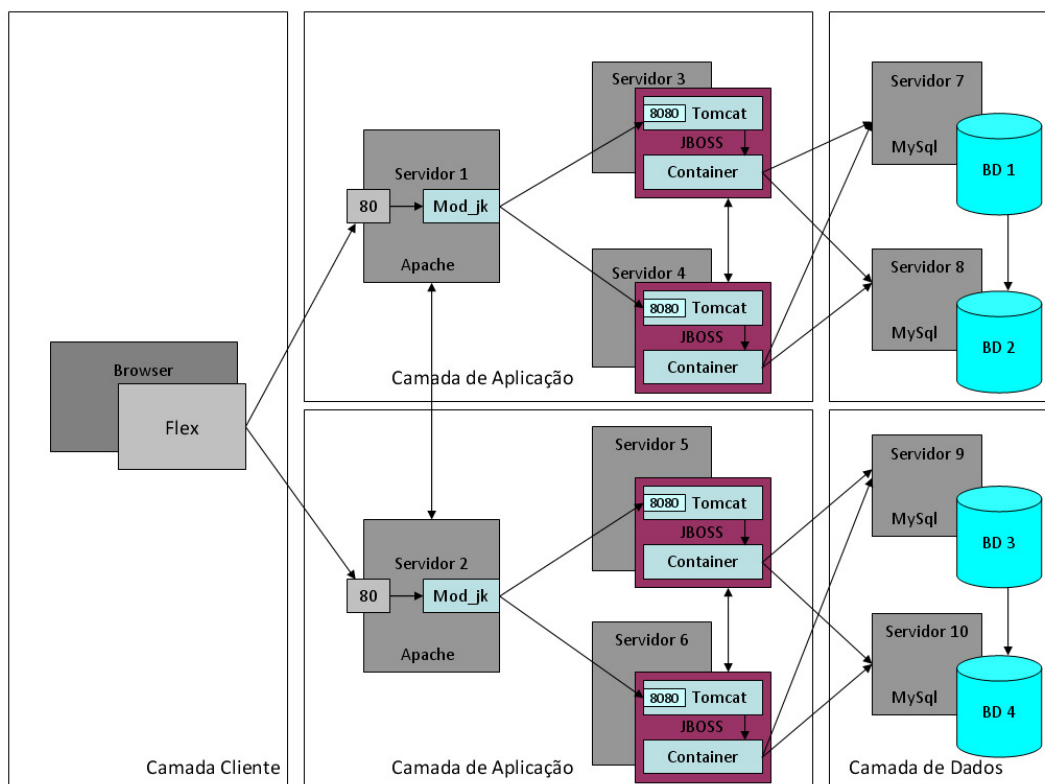 Browser
Flex
Camada Cliente
Servidor 1
80
Mod_jk
Apache
Servidor 3
8080 Tomcat
JBOSS
Container
Servidor 4
8080 Tomcat
JBOSS
Container
Camada de Aplicação
Servidor 2
80
Mod_jk
Apache
Servidor 5
8080 Tomcat
JBOSS
Container
Servidor 6
8080 Tomcat
JBOSS
Container
Camada de Aplicação
Servidor 7
MySql
BD 1
Servidor 8
MySql
BD 2
Servidor 9
MySql
BD 3
Servidor 10
MySql
BD 4
Camada de Dados